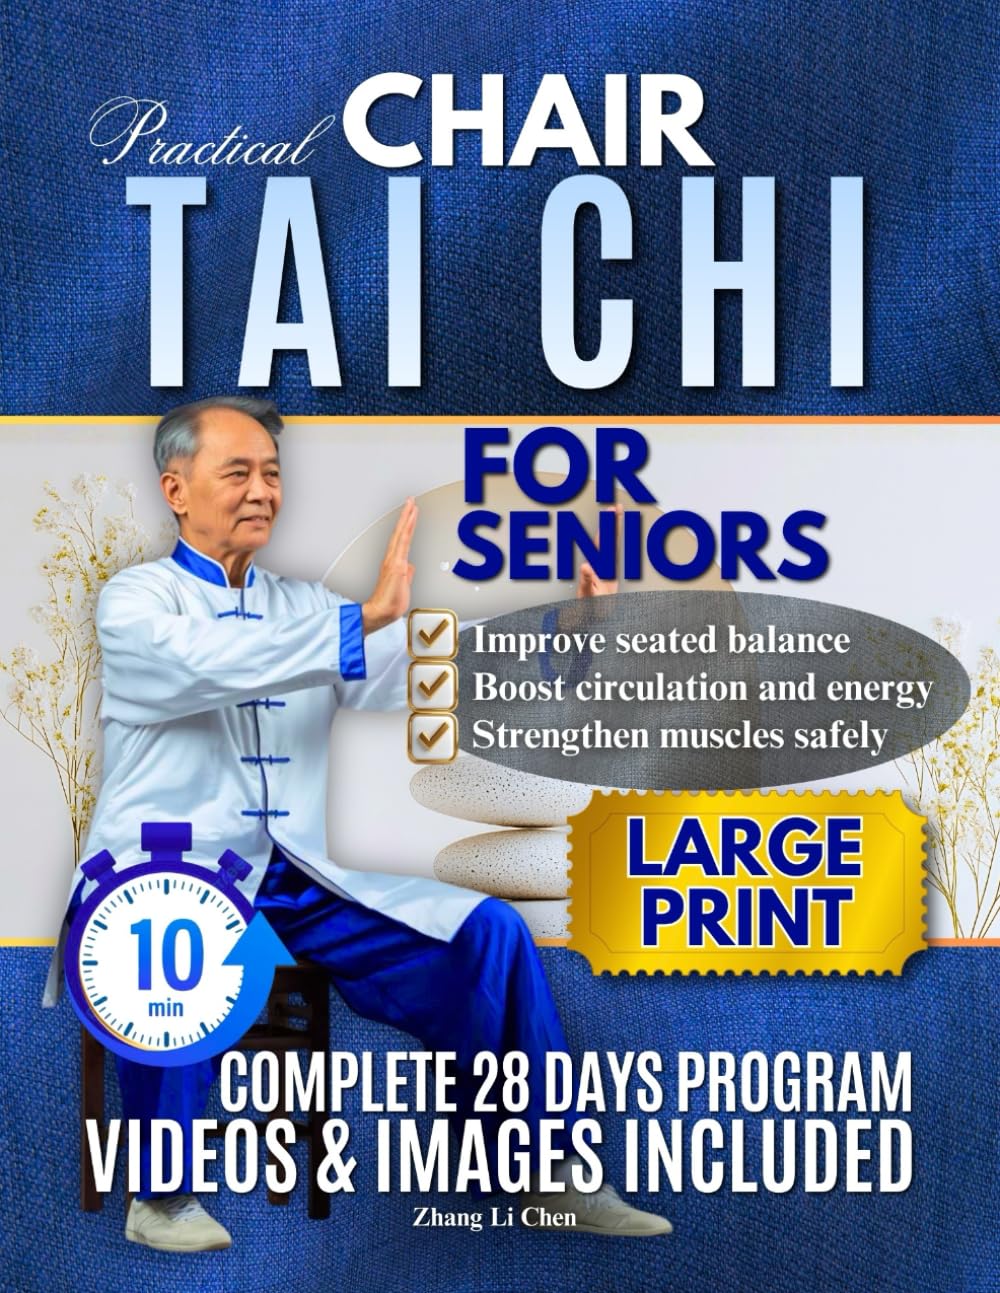 Practical CHAIR
TAI CHI
FOR
SENIORS
Improve seated balance
Boost circulation and energy
Strengthen muscles safely
LARGE
PRINT
10
min
COMPLETE 28 DAYS PROGRAM
VIDEOS & IMAGES INCLUDED
Zhang Li Chen